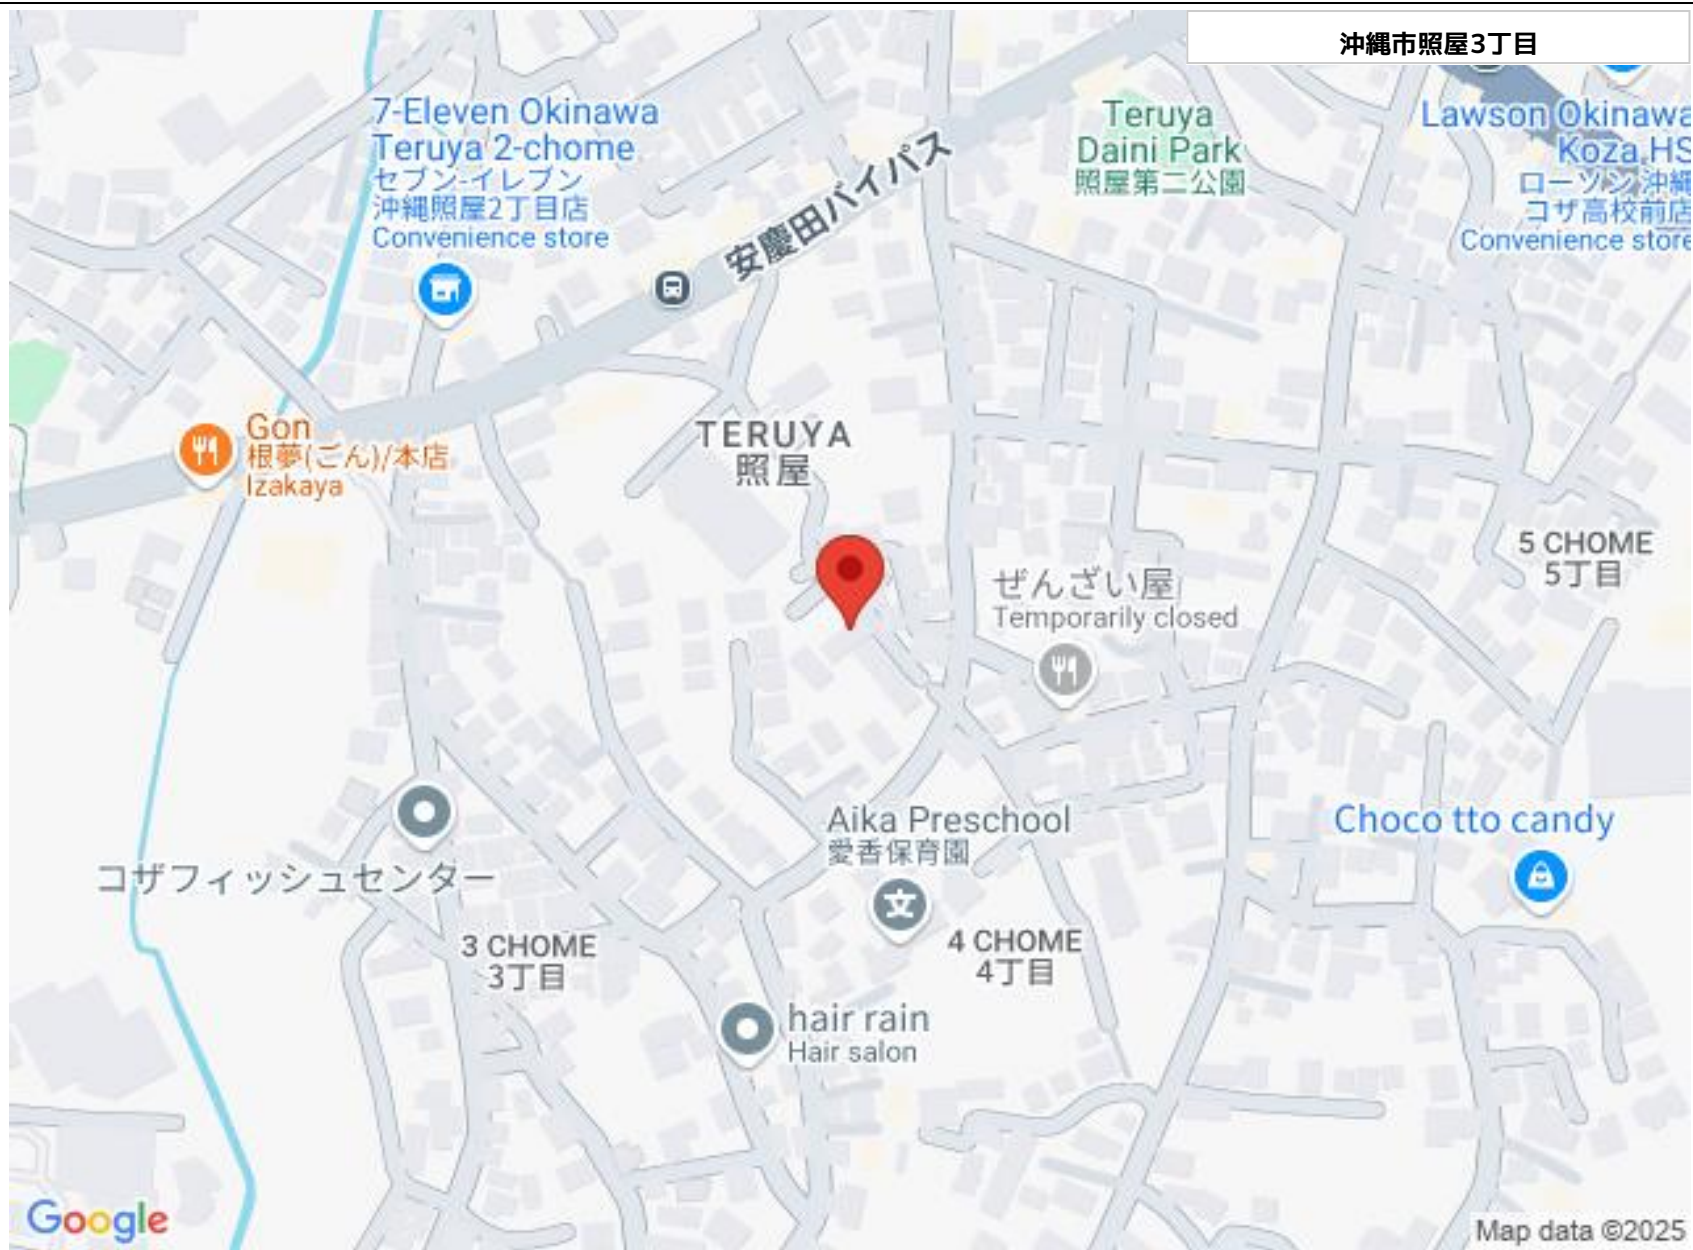 沖縄市照屋3丁目
7-Eleven Okinawa
Teruya 2-chome
セブン-イレブン
沖縄照屋2丁目店
Convenience store
安慶田バイパス
Teruya
Daini Park
照屋第二公園
Lawson Okinawa
Koza HS
ローソン 沖縄
コザ高校前店
Convenience store
Gon
根夢(ごん)/本店
Izakaya
TERUYA
照屋
5 CHOME
5丁目
ぜんざい屋
Temporarily closed
Aika Preschool
愛香保育園
文
Choco tto candy
コザフィッシュセンター
3 CHOME
3丁目
4 CHOME
4丁目
hair rain
Hair salon
Google
Map data ©2025